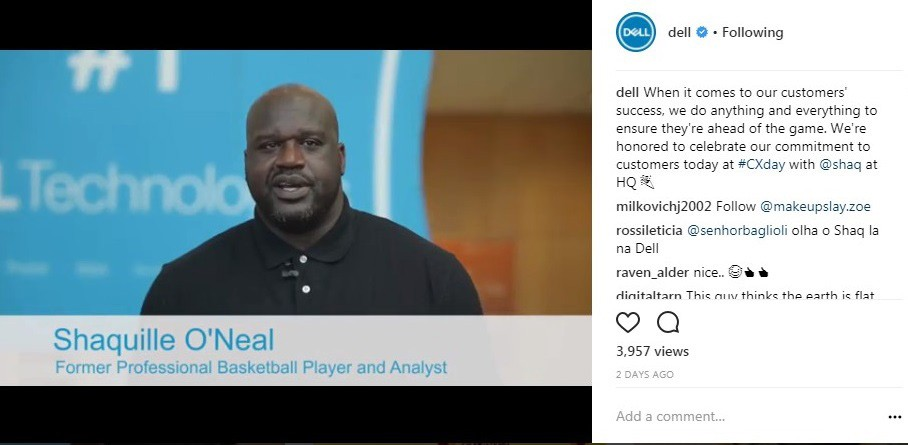 #1
LTechnolo
Shaquille O'Neal
Former Professional Basketball Player and Analyst
DELL
dell • Following
dell When it comes to our customers'
success, we do anything and everything to
ensure they're ahead of the game. We're
honored to celebrate our commitment to
customers today at #CXday with @shaq at
HQ
milkovichj2002 Follow @makeupslay.zoe
rossileticia @senhorbaglioli olha o Shaq la
na Dell
raven_alder nice..
digitaltarp This guy thinks the earth is flat
3,957 views
2 DAYS AGO
Add a comment...